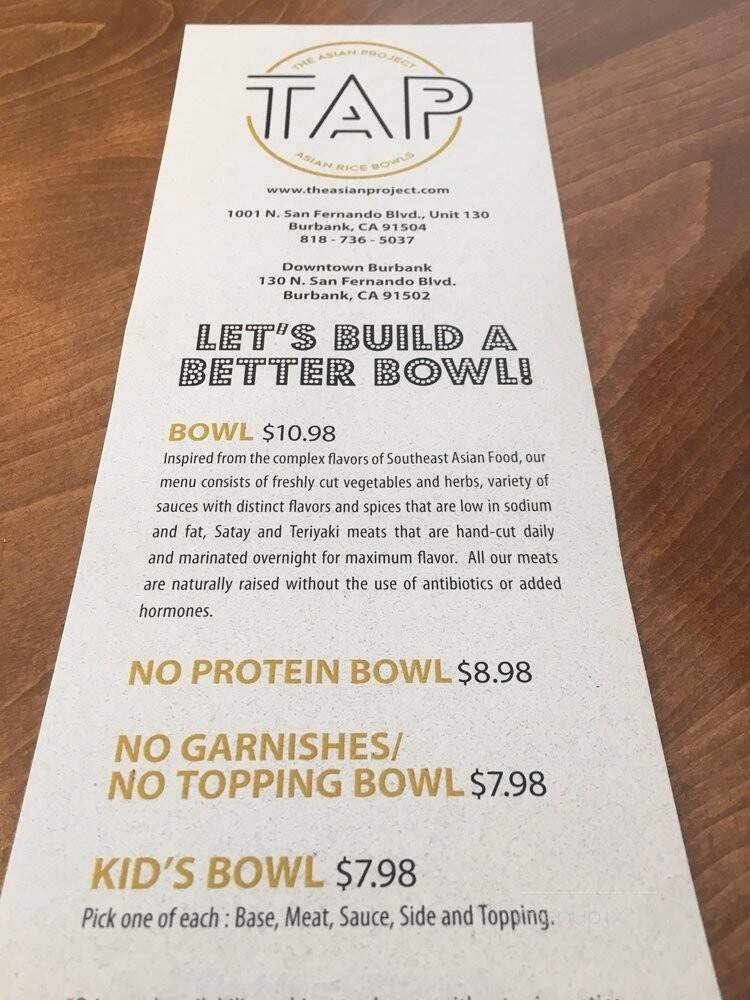 THE ASIAN PROJECT
TAP
ASIAN RICE BOWLS
www.theasianproject.com
1001 N. San Fernando Blvd., Unit 130
Burbank, CA 91504
818 - 736 - 5037
Downtown Burbank
130 N. San Fernando Blvd.
Burbank, CA 91502
LET'S BUILD A
BETTER BOWL!
BOWL $10.98
Inspired from the complex flavors of Southeast Asian Food, our
menu consists of freshly cut vegetables and herbs, variety of
sauces with distinct flavors and spices that are low in sodium
and fat, Satay and Teriyaki meats that are hand-cut daily
and marinated overnight for maximum flavor. All our meats
are naturally raised without the use of antibiotics or added
hormones.
NO PROTEIN BOWL $8.98
NO GARNISHES/
NO TOPPING BOWL $7.98
KID'S BOWL $7.98
Pick one of each : Base, Meat, Sauce, Side and Topping.